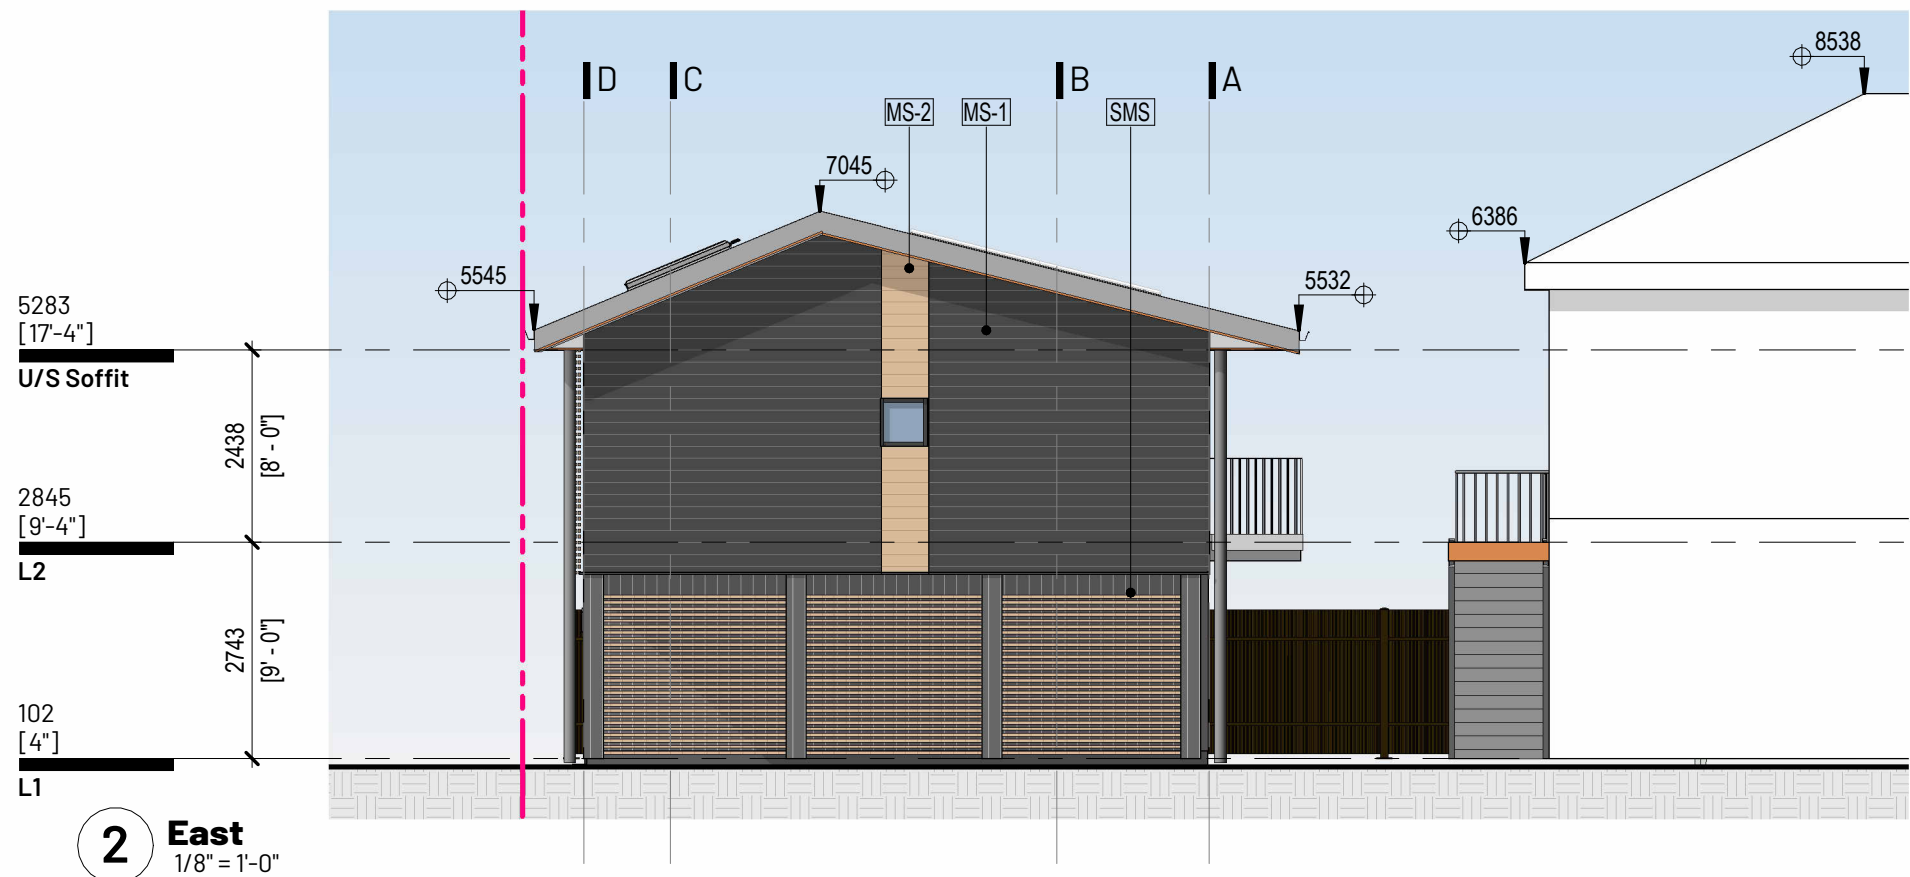 8538
D
C
B
A
MS-2
MS-1
SMS
7045
6386
5545
5532
5283
[17'-4"]
U/S Soffit
2438
[8' - 0"]
2845
[9'-4"]
L2
2743
[9' - 0"]
102
[4"]
L1
2
East
1/8" = 1'-0"